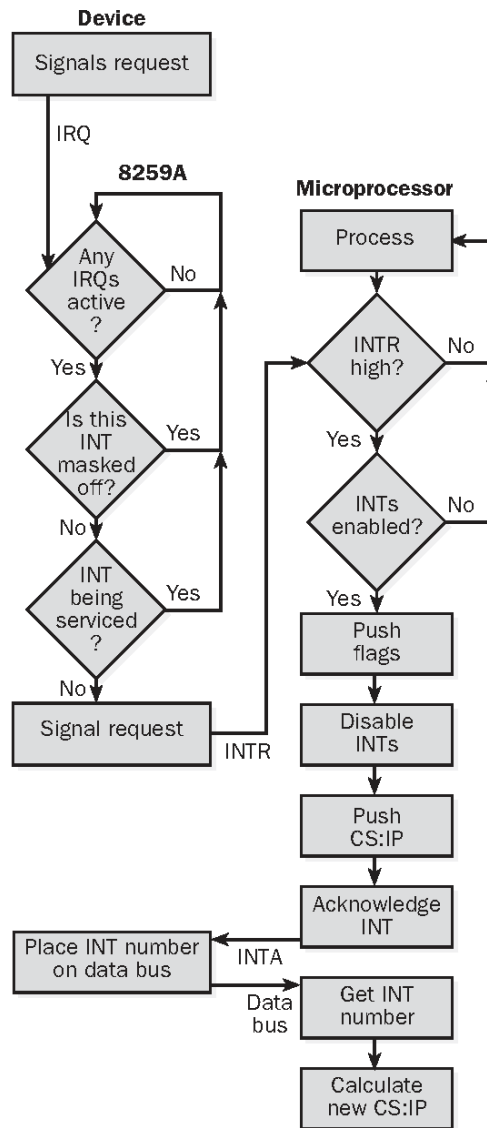 Device
Signals request
IRQ
8259A
Any
IRQs
active
?
No
Yes
Is this
INT
masked
off?
Yes
No
INT
being
serviced
?
Yes
No
Signal request
INTR
Microprocessor
Process
INTR
high?
No
Yes
INTs
enabled?
No
Yes
Push
flags
Disable
INTs
Push
CS:IP
Acknowledge
INT
INTA
Place INT number
on data bus
Data
bus
Get INT
number
Calculate
new CS:IP